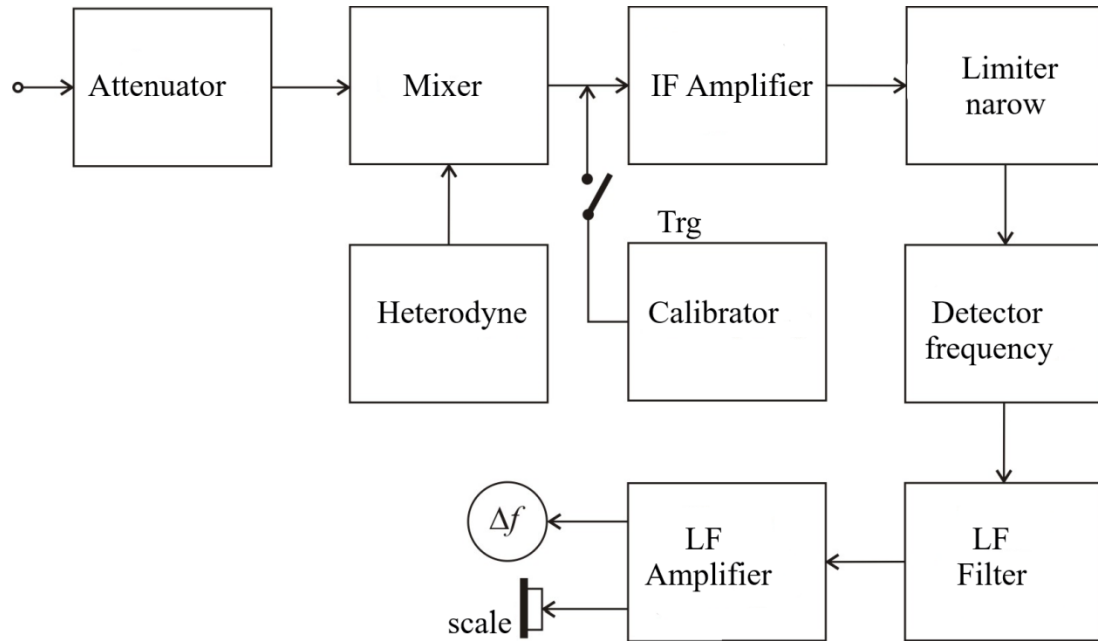 Attenuator
Mixer
IF Amplifier
Limiter
narow
Trg
Heterodyne
Calibrator
Detector
frequency
Δf
LF
Amplifier
LF
Filter
scale